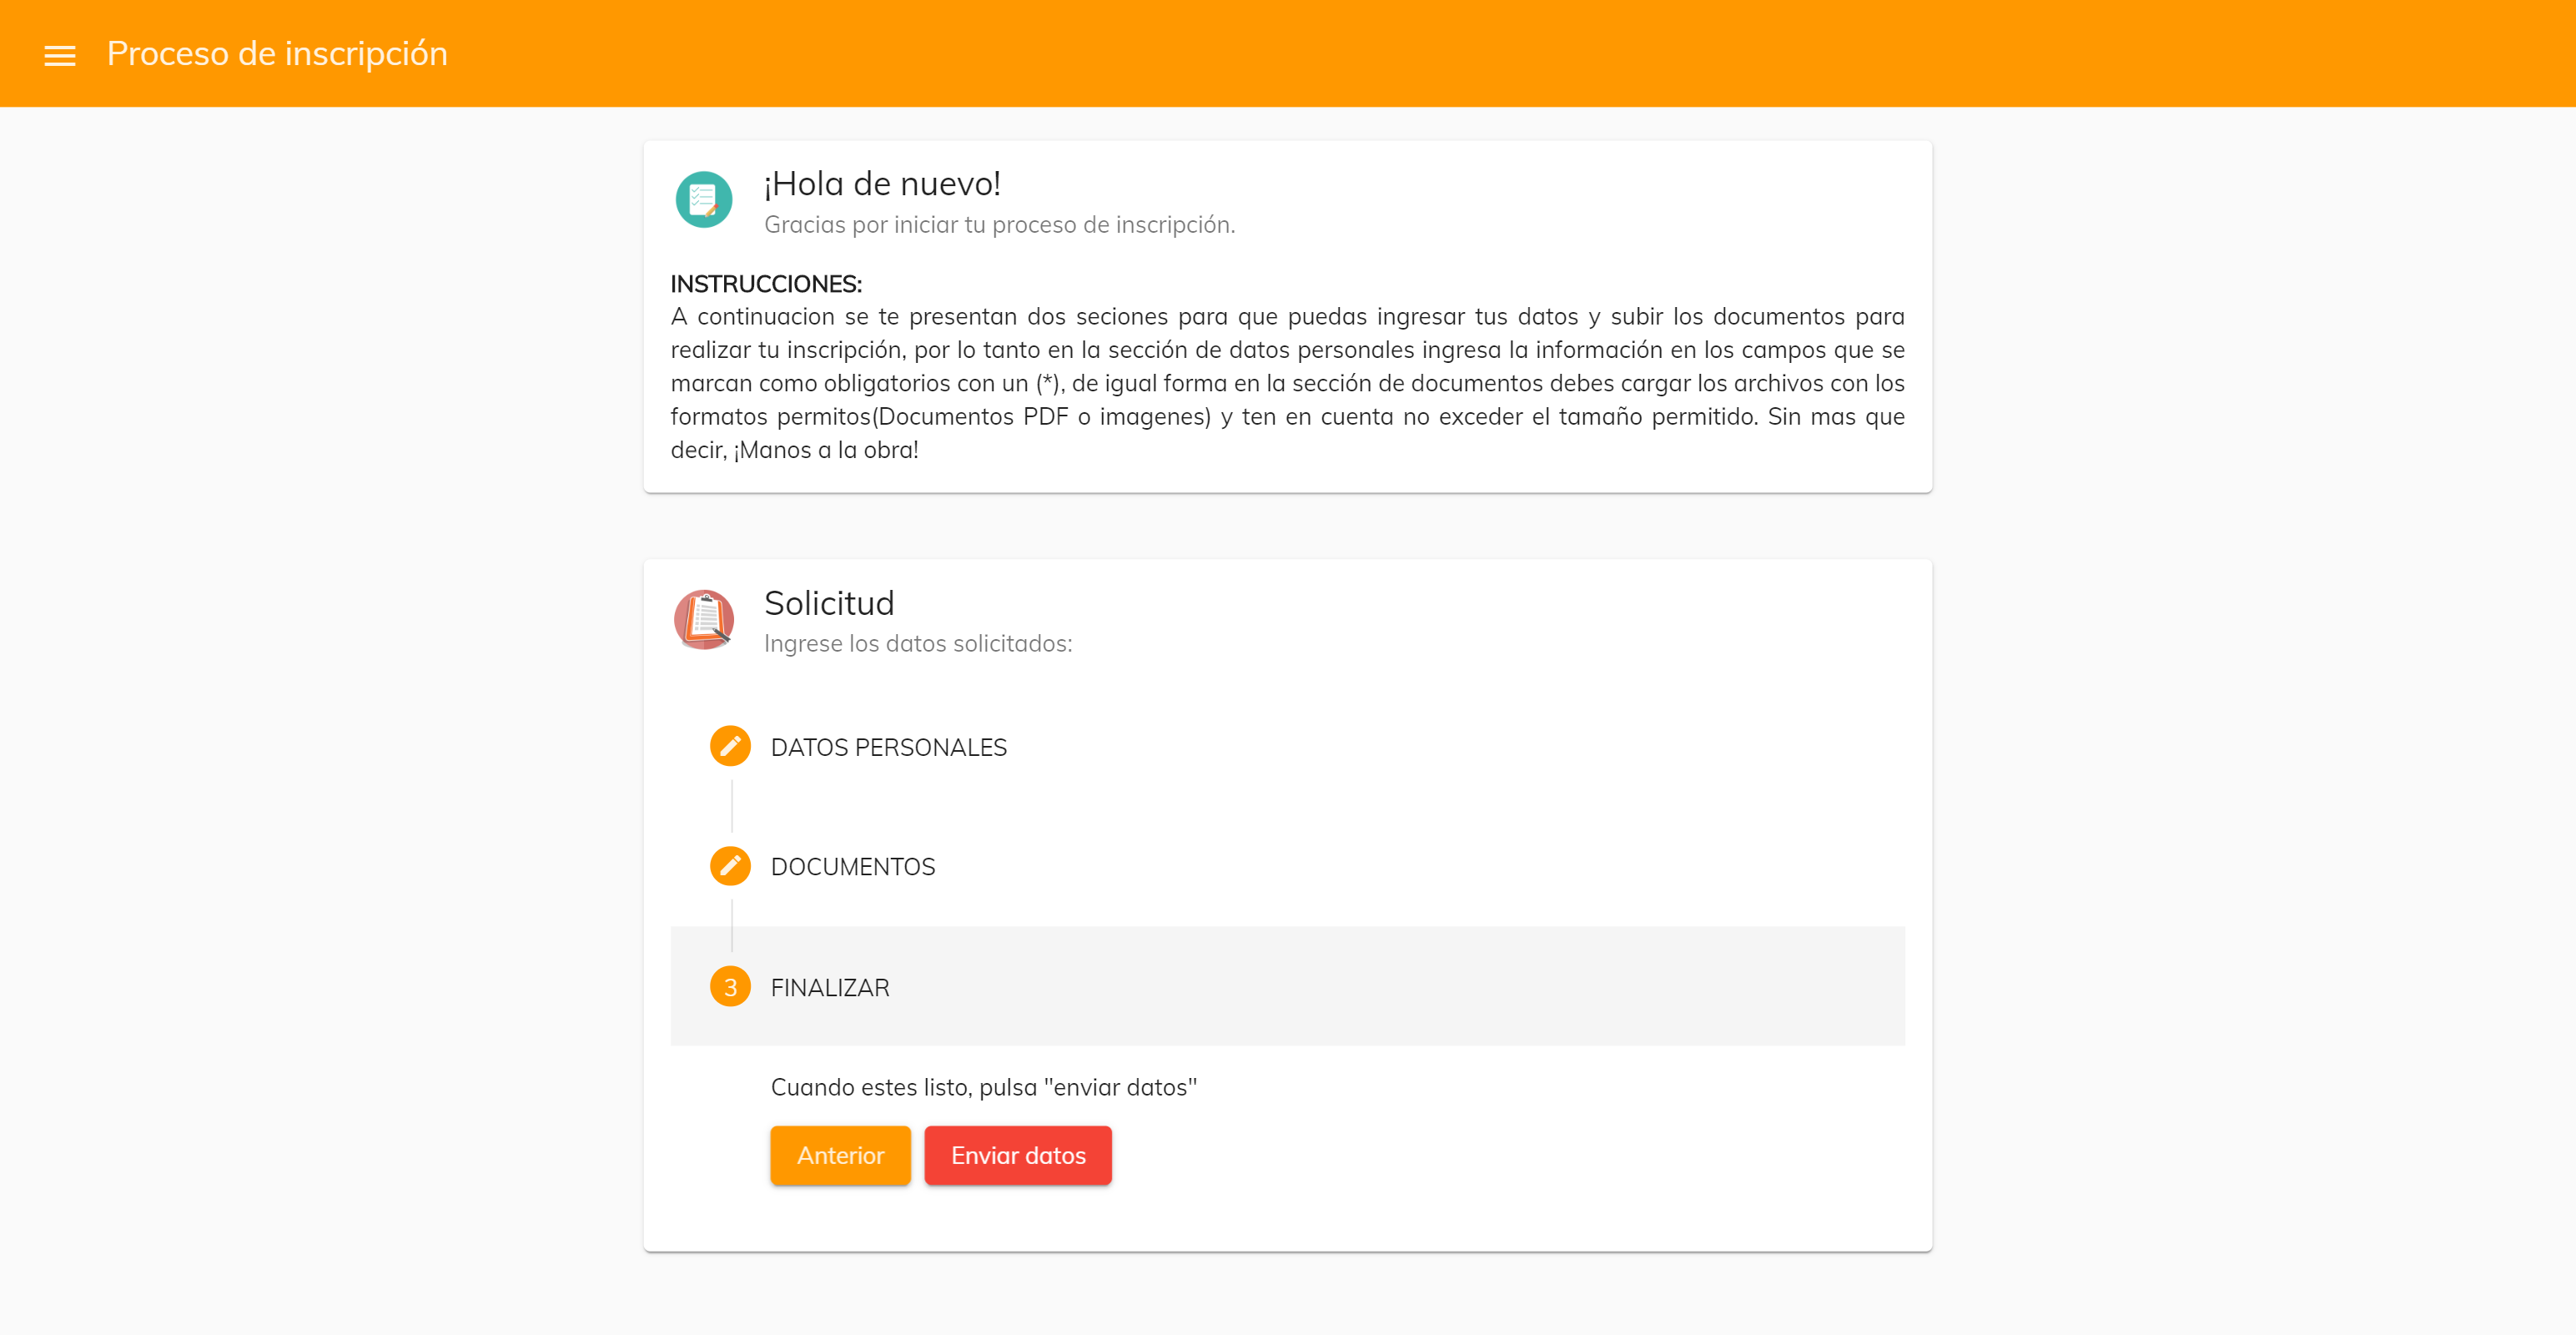 Proceso de inscripción
¡Hola de nuevo!
Gracias por iniciar tu proceso de inscripción.
INSTRUCCIONES:
A continuacion se te presentan dos seciones para que puedas ingresar tus datos y subir los documentos para
realizar tu inscripción, por lo tanto en la sección de datos personales ingresa la información en los campos que se
marcan como obligatorios con un (*), de igual forma en la sección de documentos debes cargar los archivos con los
formatos permitos(Documentos PDF o imagenes) y ten en cuenta no exceder el tamaño permitido. Sin mas que
decir, ¡Manos a la obra!
Solicitud
Ingrese los datos solicitados:
DATOS PERSONALES
DOCUMENTOS
3 FINALIZAR
Cuando estes listo, pulsa "enviar datos"
Anterior Enviar datos